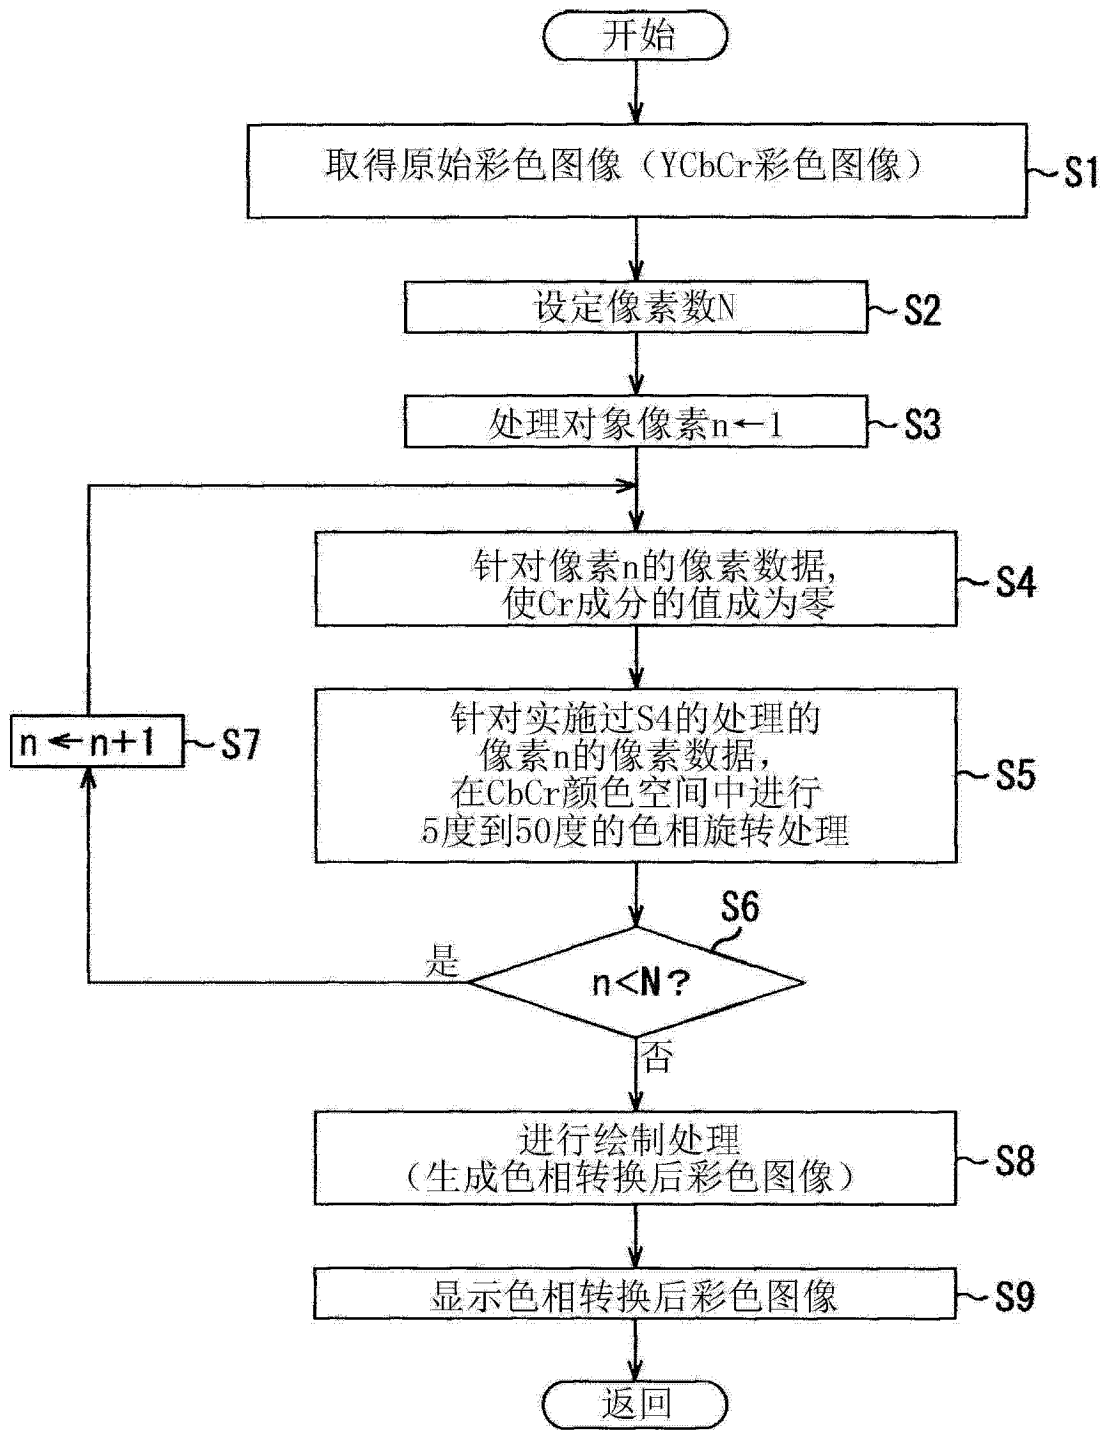 开始
取得原始彩色图像（YCbCr彩色图像）
S1
设定像素数N
S2
处理对象像素n←1
S3
针对像素n的像素数据,
使Cr成分的值成为零
S4
针对实施过S4的处理的
像素n的像素数据,
在CbCr颜色空间中进行
5度到50度的色相旋转处理
S5
n←n+1
S7
S6
是
n<N?
否
进行绘制处理
（生成色相转换后彩色图像）
S8
显示色相转换后彩色图像
S9
返回